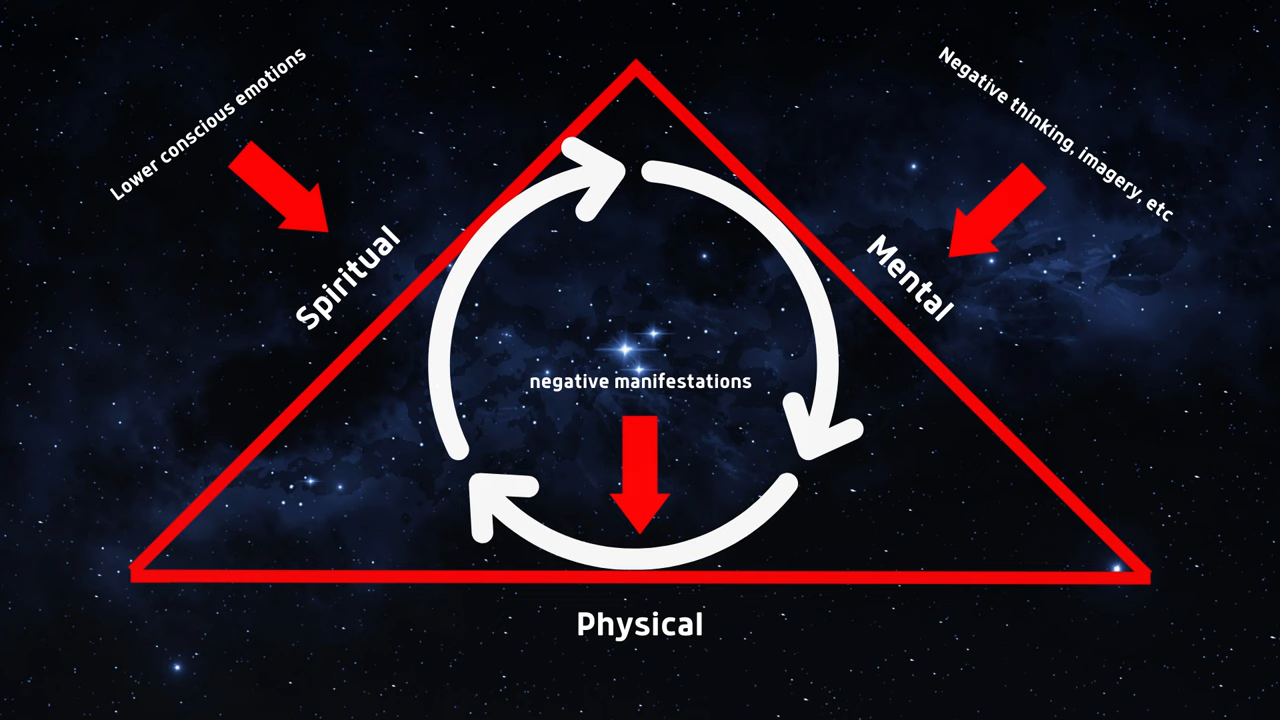 Lower conscious emotions
Negative thinking, imagery, etc
Spiritual
Mental
negative manifestations
Physical